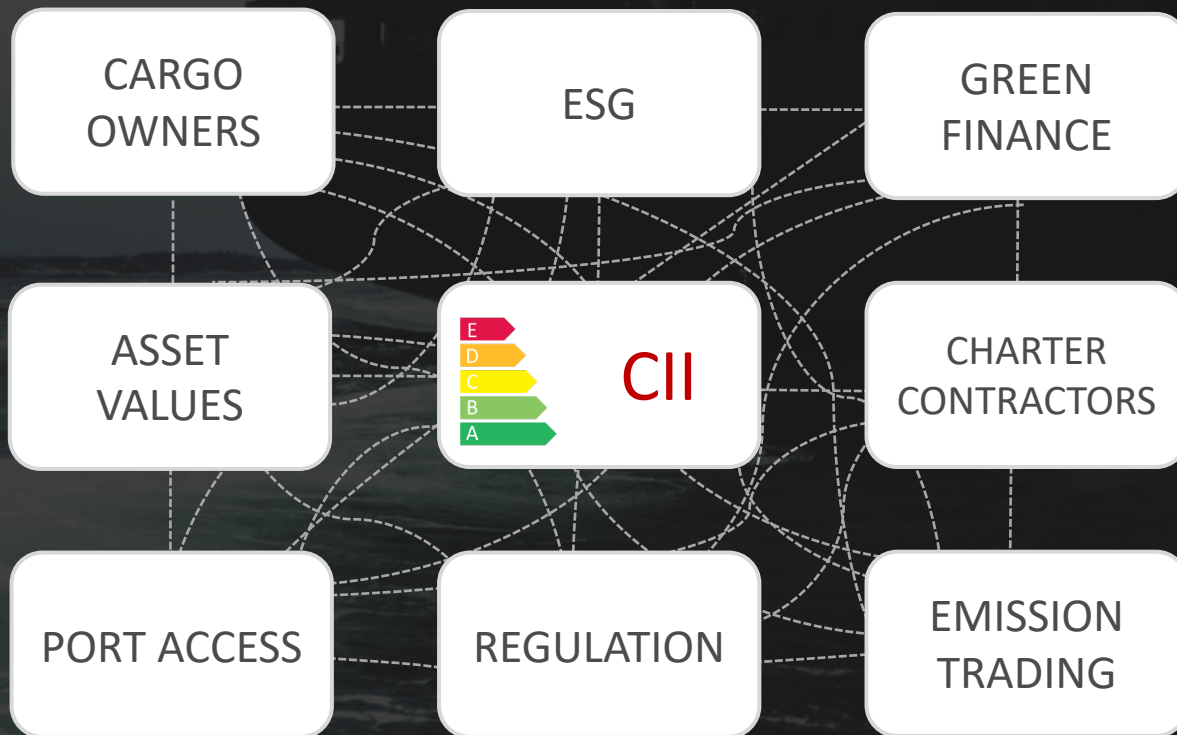 CARGO
OWNERS
ESG
GREEN
FINANCE
ASSET
VALUES
E
D
C
B
A
CII
CHARTER
CONTRACTORS
PORT ACCESS
REGULATION
EMISSION
TRADING